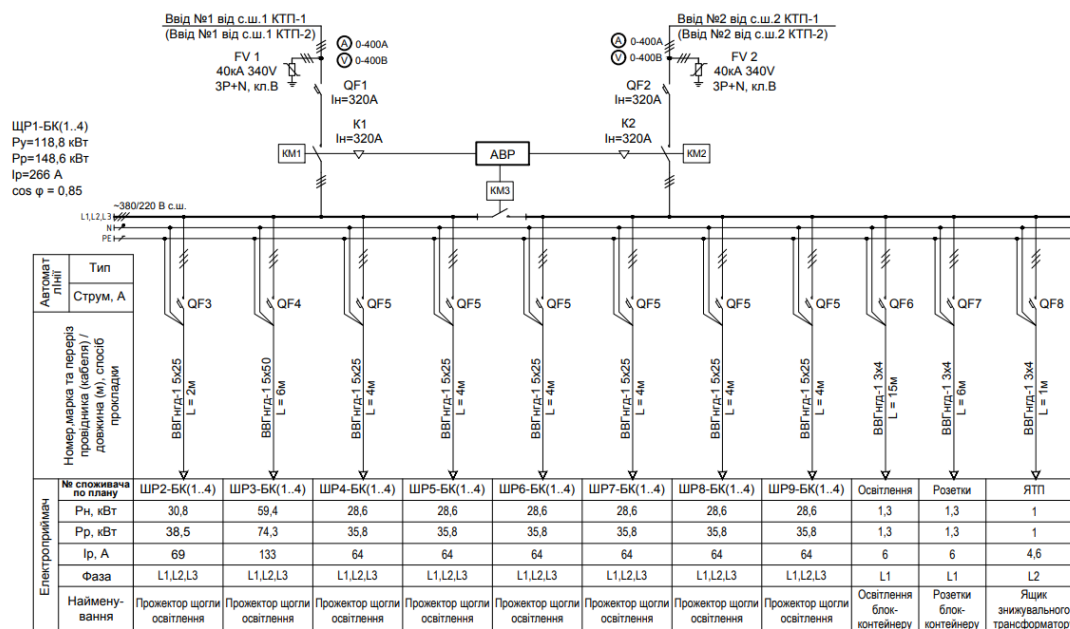 Ввід №1 від с.ш.1 КТП-1
(Ввід №1 від с.ш.1 КТП-2)
A 0-400А
V 0-400В
FV 1
40кА 340V
3P+N, кл.В
QF1
Iн=320А
K1
Iн=320А
Ввід №2 від с.ш.2 КТП-1
(Ввід №2 від с.ш.2 КТП-2)
A 0-400А
V 0-400В
FV 2
40кА 340V
3P+N, кл.В
QF2
Iн=320А
K2
Iн=320А
ЩР1-БК(1..4)
Ру=118,8 кВт
Рр=148,6 кВт
Iр=266 А
cos φ = 0,85
КМ1
АВР
КМ2
КМ3
~380/220 В с.ш.
L1,L2,L3
N
PE
Автомат лінії
Тип
Струм, А
QF3 QF4 QF5 QF5 QF5 QF5 QF5 QF5 QF6 QF7 QF8
Номер,марка та переріз
провідника (кабеля) /
довжина (м), спосіб
прокладки
ВВГнгд-1 5х25
L = 2м
ВВГнгд-1 5х50
L = 6м
ВВГнгд-1 5х25
L = 4м
ВВГнгд-1 5х25
L = 4м
ВВГнгд-1 5х25
L = 4м
ВВГнгд-1 5х25
L = 4м
ВВГнгд-1 5х25
L = 4м
ВВГнгд-1 5х25
L = 4м
ВВГнгд-1 3х4
L = 15м
ВВГнгд-1 3х4
L = 6м
ВВГнгд-1 3х4
L = 1м
Електроприймач
№ споживача
по плану
ШР2-БК(1..4) ШР3-БК(1..4) ШР4-БК(1..4) ШР5-БК(1..4) ШР6-БК(1..4) ШР7-БК(1..4) ШР8-БК(1..4) ШР9-БК(1..4) Освітлення Розетки ЯТП
Рн, кВт 30,8 59,4 28,6 28,6 28,6 28,6 28,6 28,6 1,3 1,3 1
Рр, кВт 38,5 74,3 35,8 35,8 35,8 35,8 35,8 35,8 1,3 1,3 1
Iр, А 69 133 64 64 64 64 64 64 6 6 4,6
Фаза L1,L2,L3 L1,L2,L3 L1,L2,L3 L1,L2,L3 L1,L2,L3 L1,L2,L3 L1,L2,L3 L1,L2,L3 L1 L1 L2
Наймену-
вання
Прожектор щогли
освітлення
Прожектор щогли
освітлення
Прожектор щогли
освітлення
Прожектор щогли
освітлення
Прожектор щогли
освітлення
Прожектор щогли
освітлення
Прожектор щогли
освітлення
Прожектор щогли
освітлення
Освітлення
блок-
контейнеру
Розетки
блок-
контейнеру
Ящик
знижувального
трансформатору